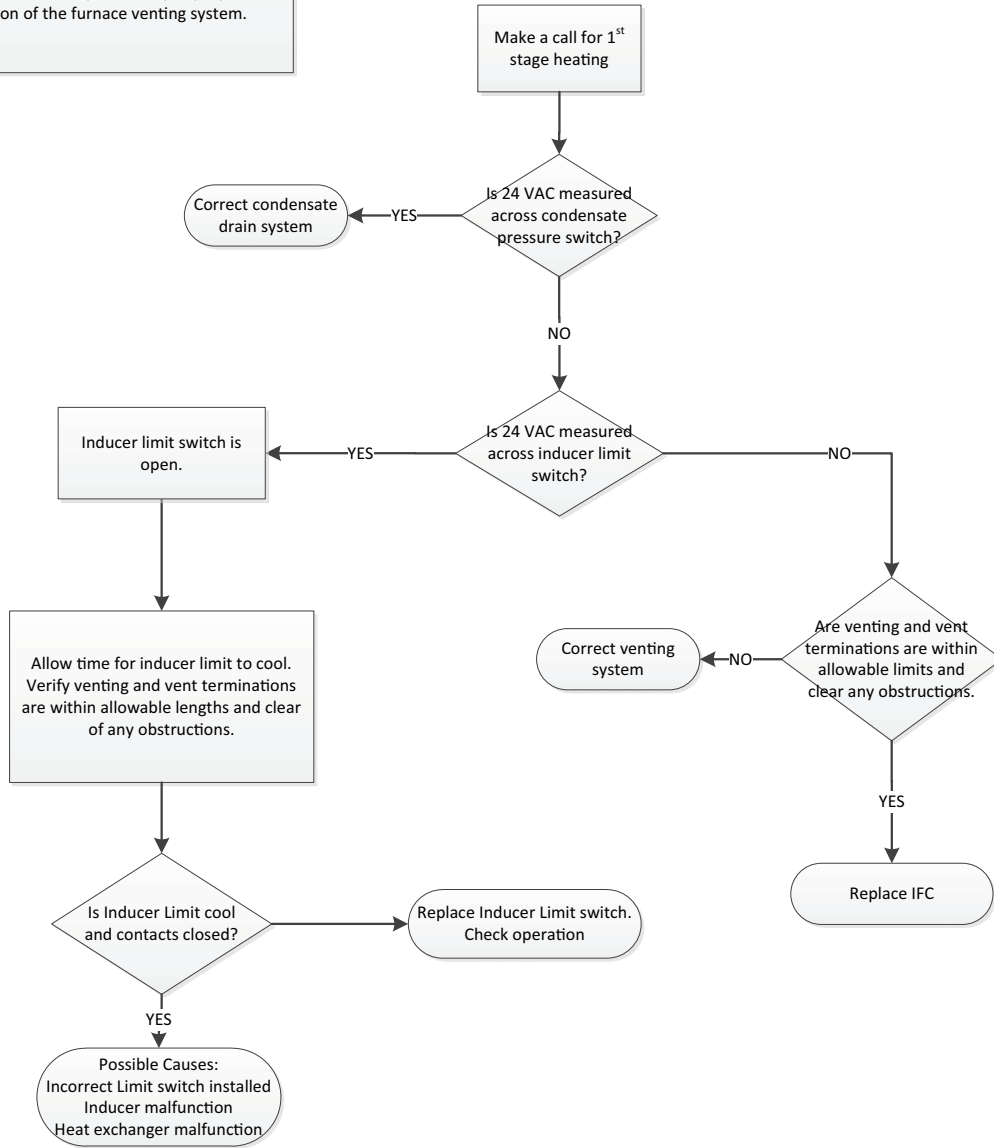 on of the furnace venting system.
Make a call for 1st
stage heating
Is 24 VAC measured
across condensate
pressure switch?
YES
Correct condensate
drain system
NO
Is 24 VAC measured
across inducer limit
switch?
YES
Inducer limit switch is
open.
NO
Allow time for inducer limit to cool.
Verify venting and vent terminations
are within allowable lengths and clear
of any obstructions.
Are venting and vent
terminations are within
allowable limits and
clear any obstructions.
NO
Correct venting
system
YES
Replace IFC
Is Inducer Limit cool
and contacts closed?
Replace Inducer Limit switch.
Check operation
YES
Possible Causes:
Incorrect Limit switch installed
Inducer malfunction
Heat exchanger malfunction